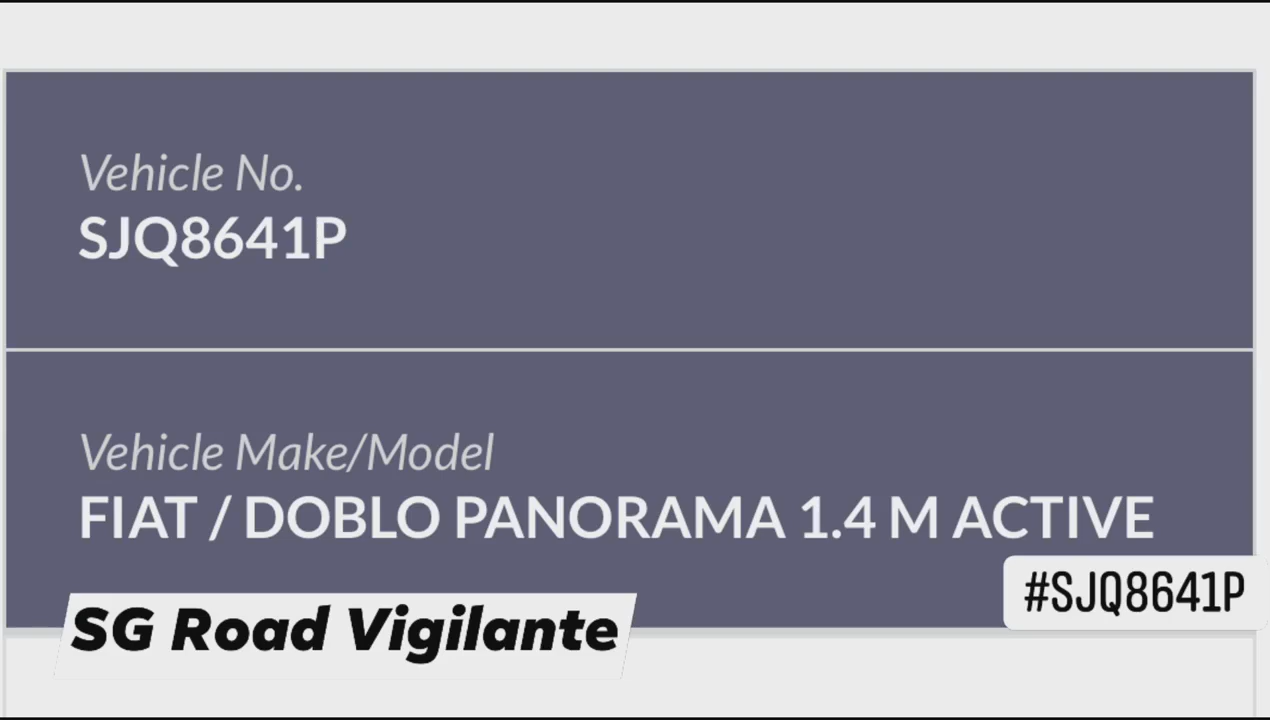 Vehicle No.
SJQ8641P
Vehicle Make/Model
FIAT / DOBLO PANORAMA 1.4 M ACTIVE
#SJQ8641P
SG Road Vigilante